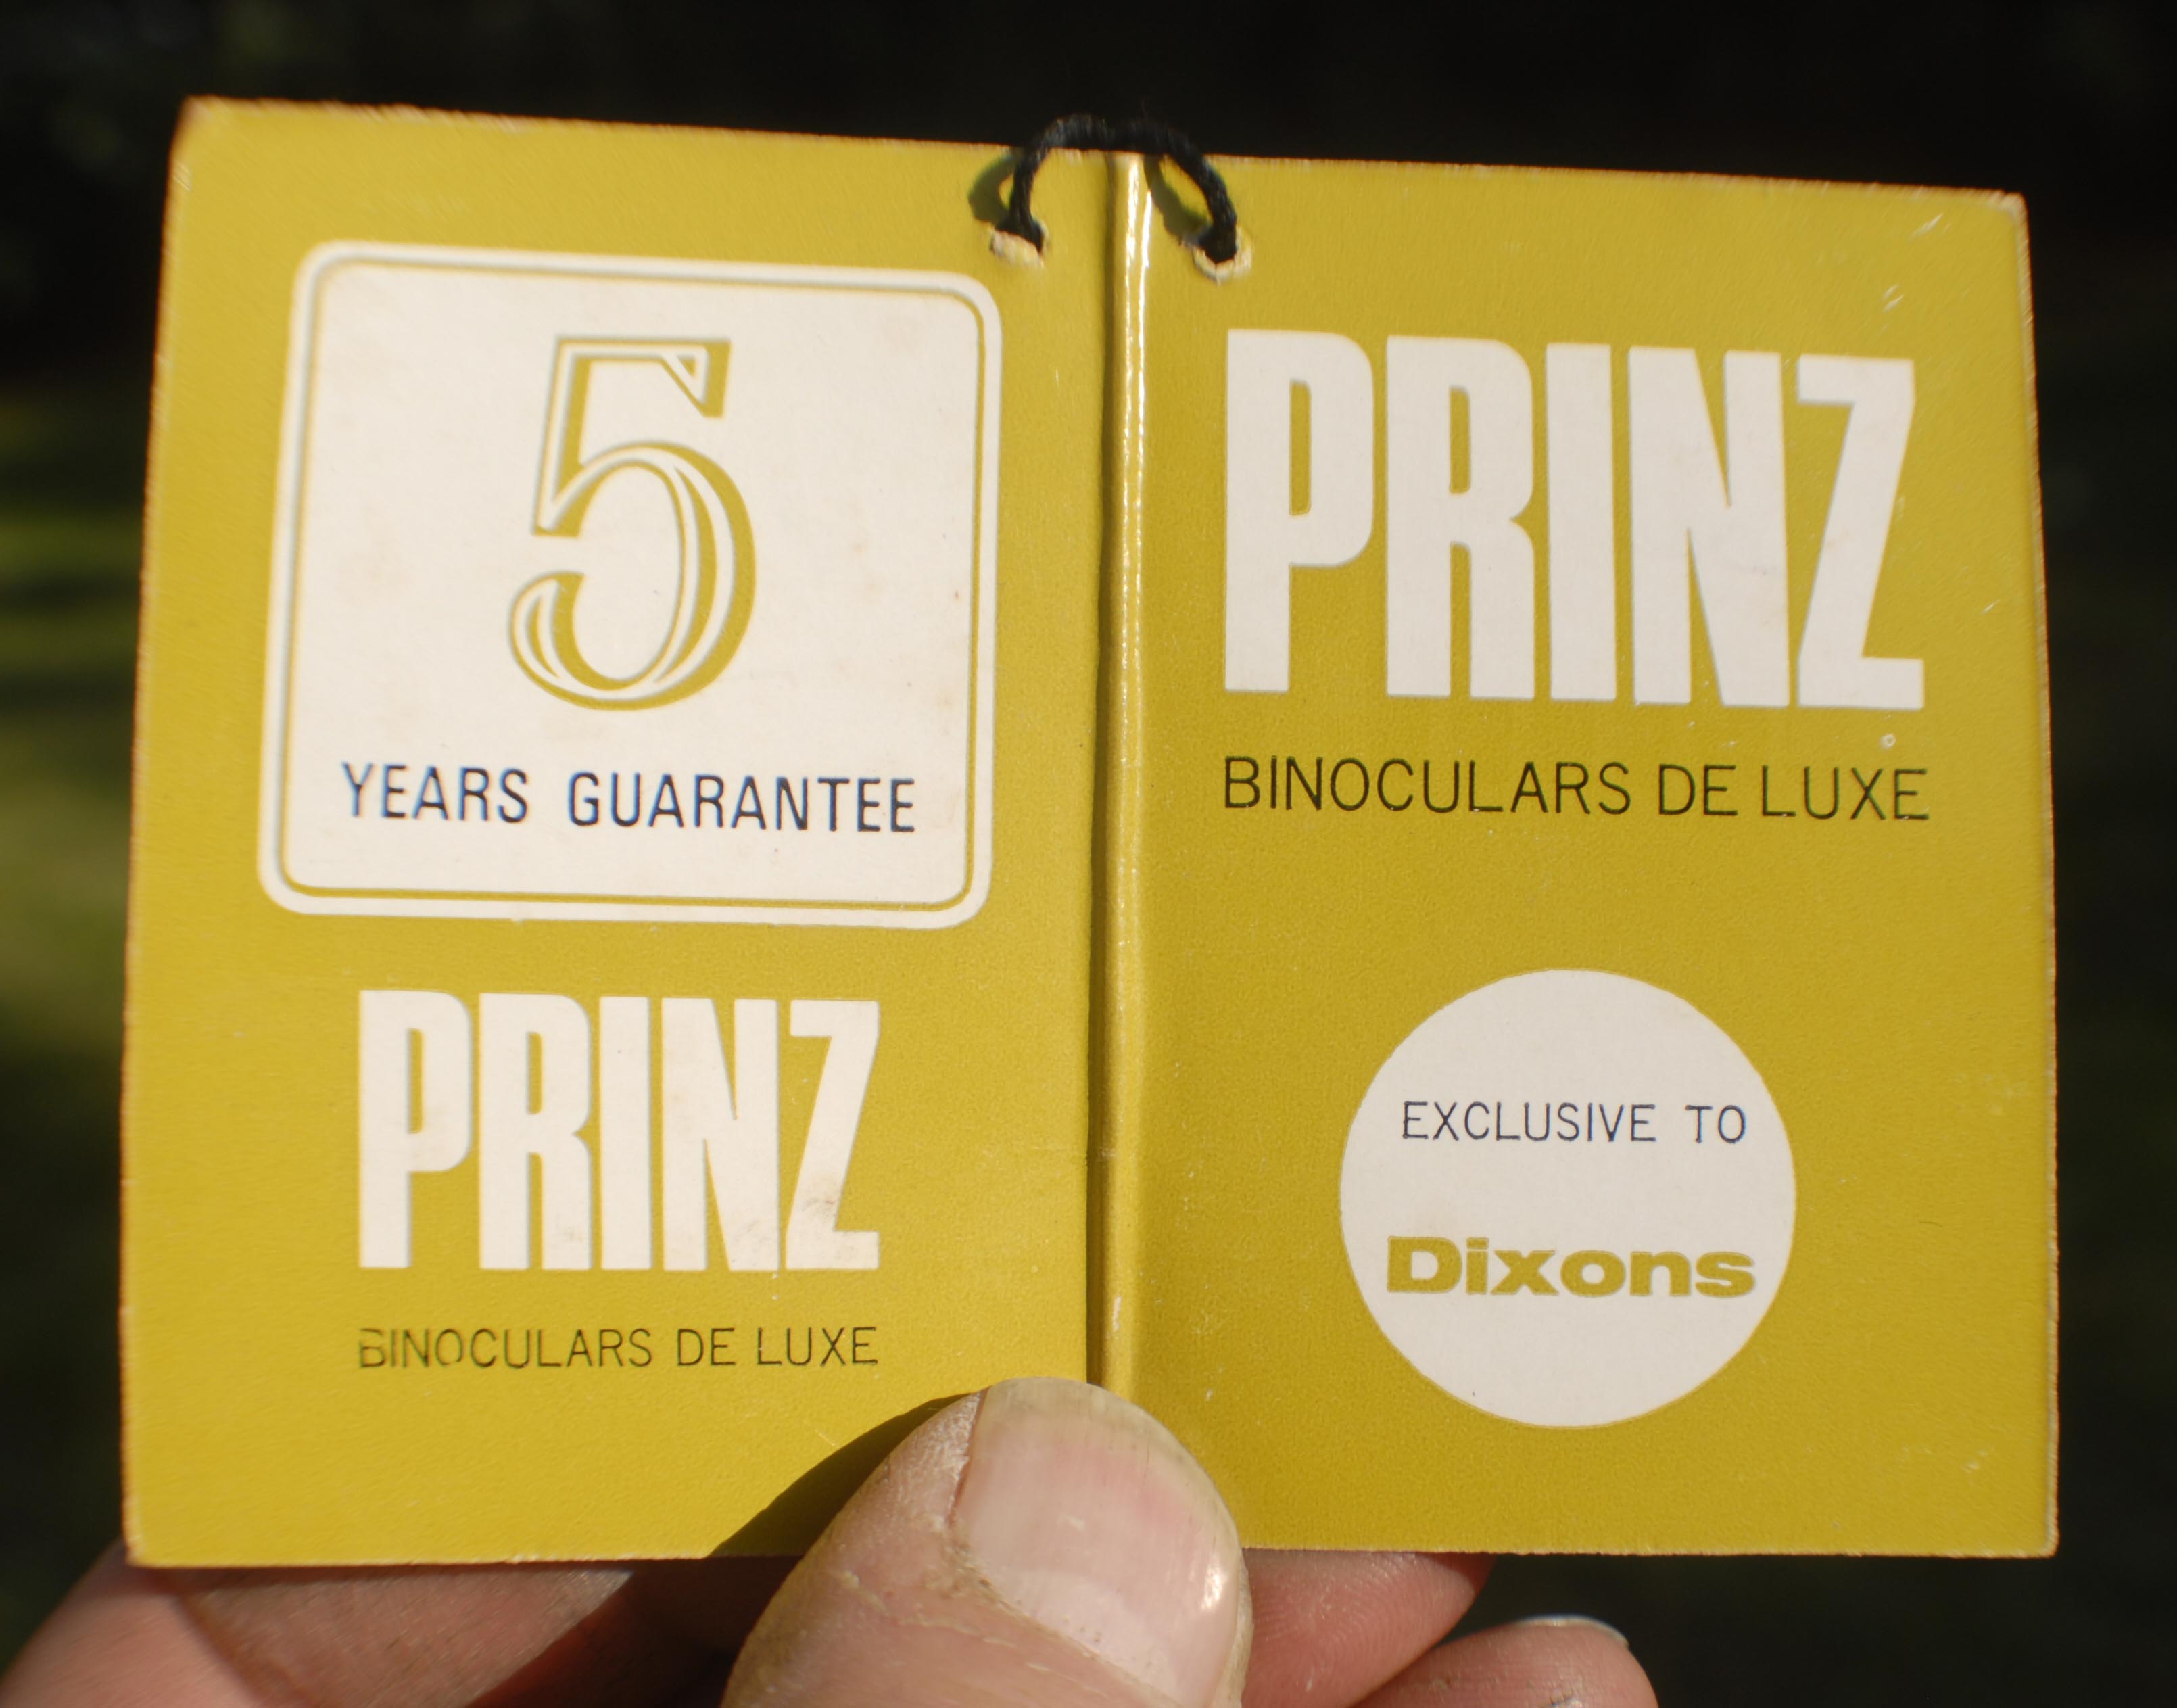 5
YEARS GUARANTEE
PRINZ
BINOCULARS DE LUXE
PRINZ
BINOCULARS DE LUXE
EXCLUSIVE TO
Dixons